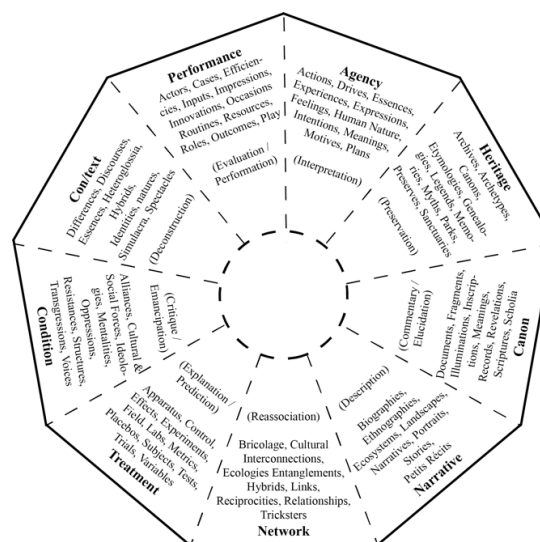 Performance
Actors, Cases, Efficien-
cies, Inputs, Impressions,
Innovations, Occasions
Routines, Resources,
Roles, Outcomes, Play
(Evaluation /
Performation)
Agency
Actions, Drives, Essences,
Experiences, Expressions,
Feelings, Human Nature,
Intentions, Meanings,
Motives, Plans
(Interpretation)
Heritage
Archives, Archetypes,
Canons,
Etymologies, Genealo-
gies, Legends, Memo-
ries, Myths, Parks,
Preserves, Sanctuaries
(Preservation)
Canon
Documents, Fragments,
Illuminations, Inscrip-
tions, Meanings,
Records, Revelations,
Scriptures, Scholia
(Commentary /
Elucidation)
(Description)
Biographies,
Ethnographies,
Ecosystems, Landscapes,
Narratives, Portraits,
Stories,
Petits Récits
Narrative
(Reassociation)
Bricolage, Cultural
Interconnections,
Ecologies Entanglements,
Hybrids, Links,
Reciprocities, Relationships,
Tricksters
Network
(Explanation /
Prediction)
Apparatus, Control,
Effects, Experiments,
Field, Labs, Metrics,
Placebos, Subjects, Tests,
Trials, Variables
Treatment
(Critique /
Emancipation)
Alliances, Cultural &
Social Forces, Ideolo-
gies, Mentalities,
Oppressions,
Resistances, Structures,
Transgressions, Voices
Condition
Con/text
Differences, Discourses,
Essences, Heteroglossia,
Hybrids,
Identities, natures,
Simulacra, Spectacles
(Deconstruction)